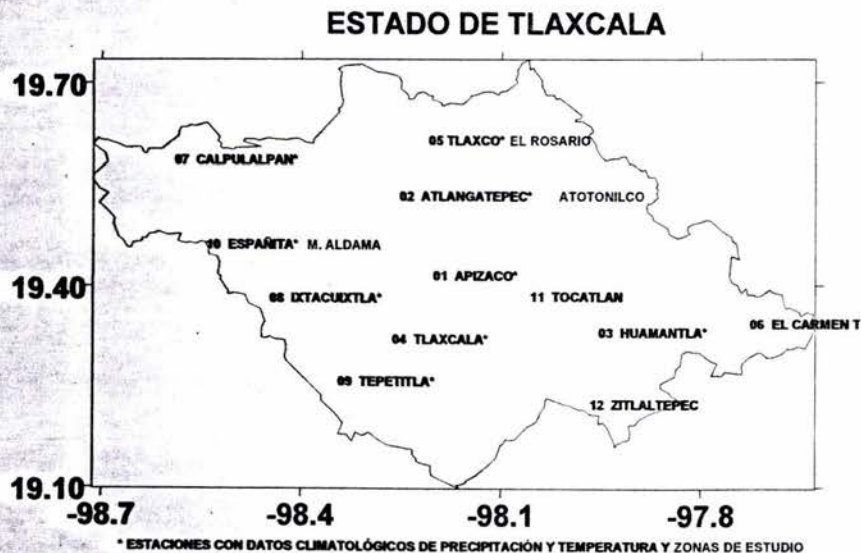 ESTADO DE TLAXCALA
19.70
05 TLAXCO* EL ROSARIO
07 CALPULALPAN*
02 ATLANGATEPEC* ATOTONILCO
10 ESPAÑITA* M. ALDAMA
01 APIZACO*
19.40
08 IXTACUIXTLA* 11 TOCATLAN
04 TLAXCALA* 03 HUAMANTLA* 06 EL CARMEN T
09 TEPETITLA*
12 ZITLALTEPEC
19.10
-98.7 -98.4 -98.1 -97.8
* ESTACIONES CON DATOS CLIMATOLÓGICOS DE PRECIPITACIÓN Y TEMPERATURA Y ZONAS DE ESTUDIO